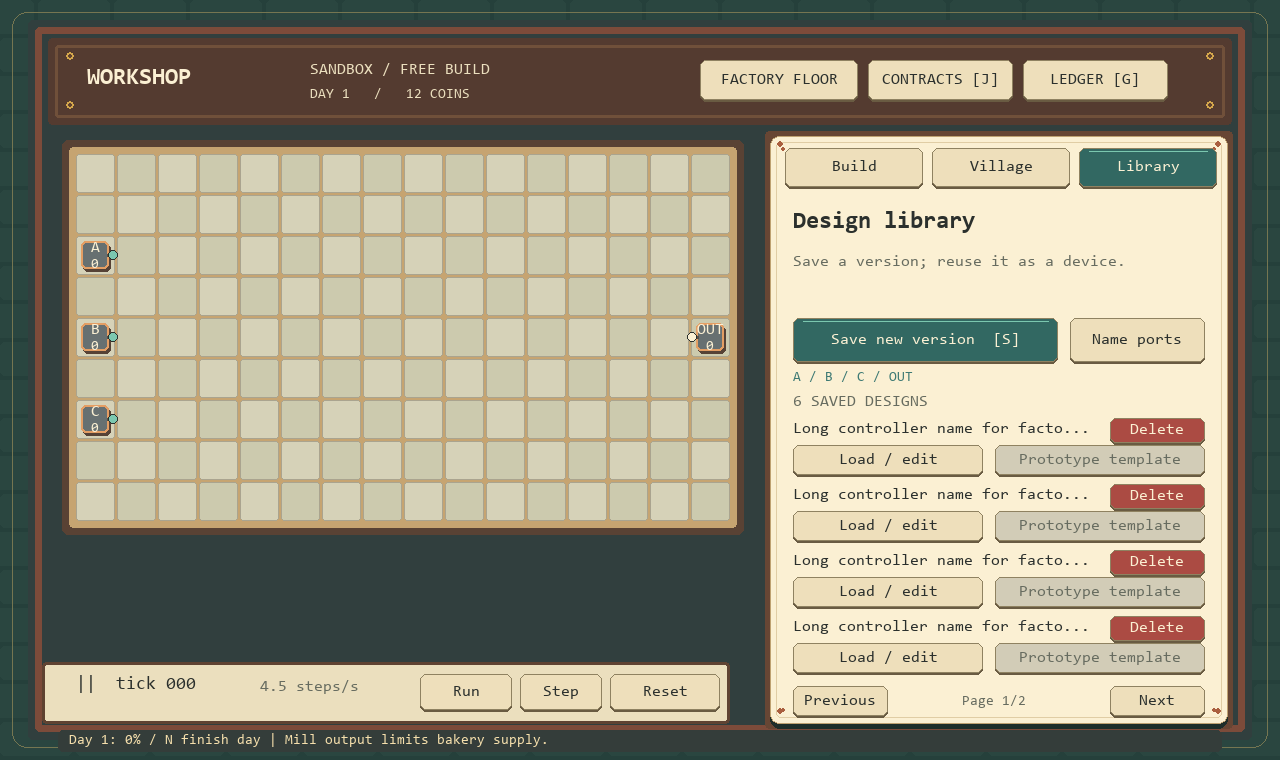 WORKSHOP
SANDBOX / FREE BUILD
DAY 1 / 12 COINS
FACTORY FLOOR
CONTRACTS [J]
LEDGER [G]
A
0
B
0
C
0
OUT
0
Build
Village
Library
Design library
Save a version; reuse it as a device.
Save new version [S]
Name ports
A / B / C / OUT
6 SAVED DESIGNS
Long controller name for facto...
Delete
Load / edit
Prototype template
Long controller name for facto...
Delete
Load / edit
Prototype template
Long controller name for facto...
Delete
Load / edit
Prototype template
Long controller name for facto...
Delete
Load / edit
Prototype template
Previous
Page 1/2
Next
|| tick 000
4.5 steps/s
Run
Step
Reset
Day 1: 0% / N finish day | Mill output limits bakery supply.